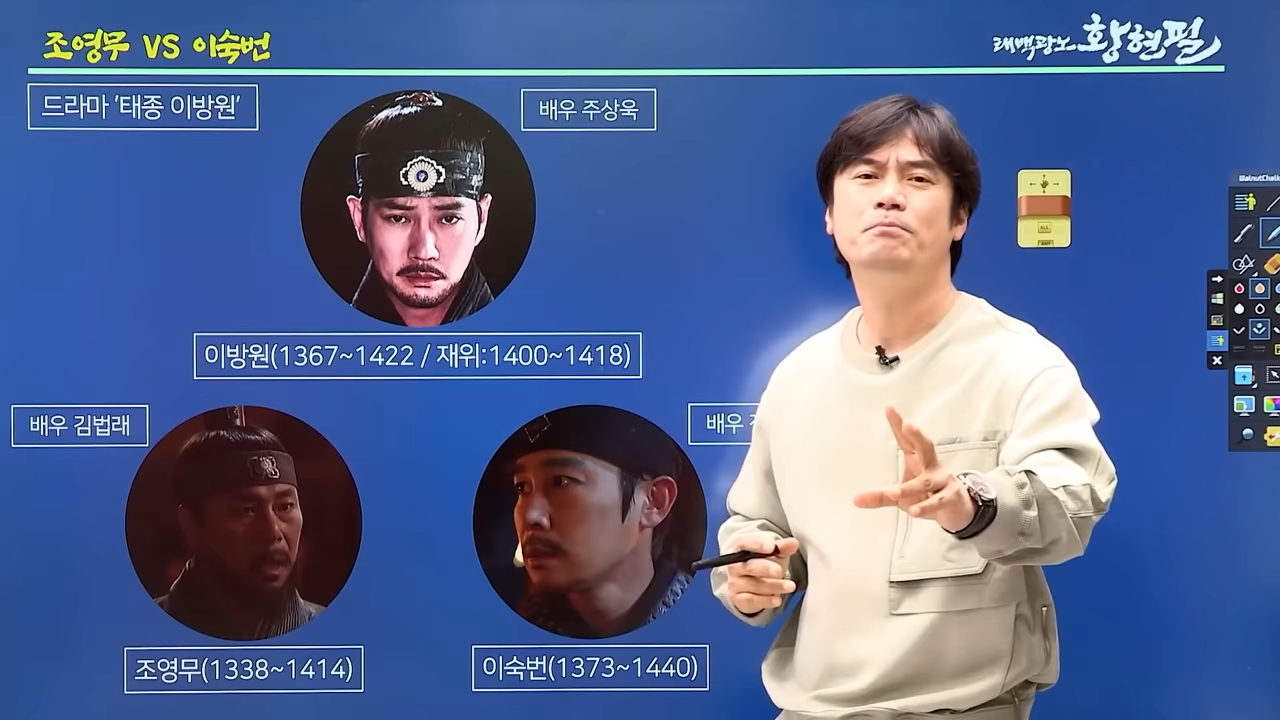 조영무 VS 이숙번
태백광노 황현필
드라마 '태종 이방원'
배우 주상욱
이방원(1367~1422 / 재위:1400~1418)
배우 김법래
배우
조영무(1338~1414)
이숙번(1373~1440)
ALL
EXIT